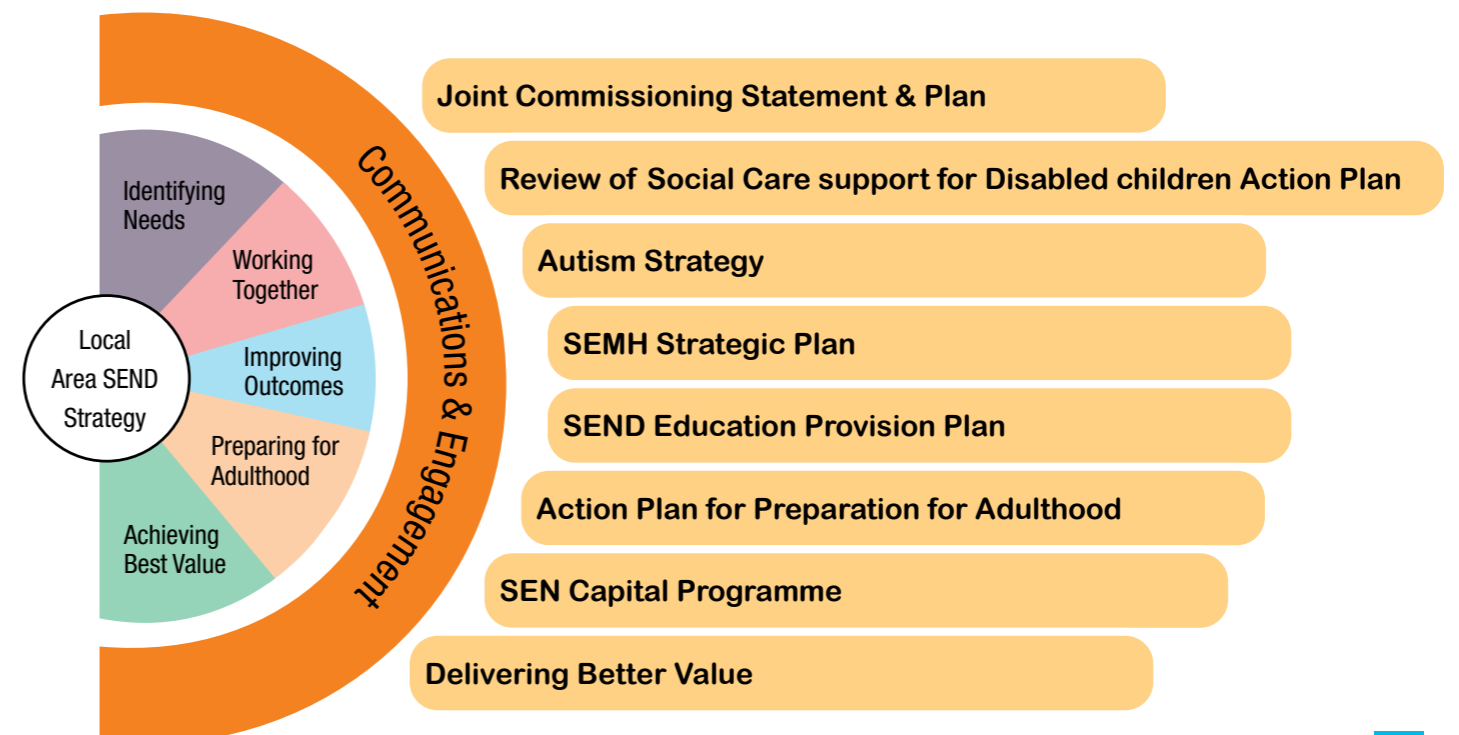 Identifying
Needs
Working
Together
Local
Area SEND
Strategy
Improving
Outcomes
Preparing for
Adulthood
Achieving
Best Value
Communications & Engagement
Joint Commissioning Statement & Plan
Review of Social Care support for Disabled children Action Plan
Autism Strategy
SEMH Strategic Plan
SEND Education Provision Plan
Action Plan for Preparation for Adulthood
SEN Capital Programme
Delivering Better Value